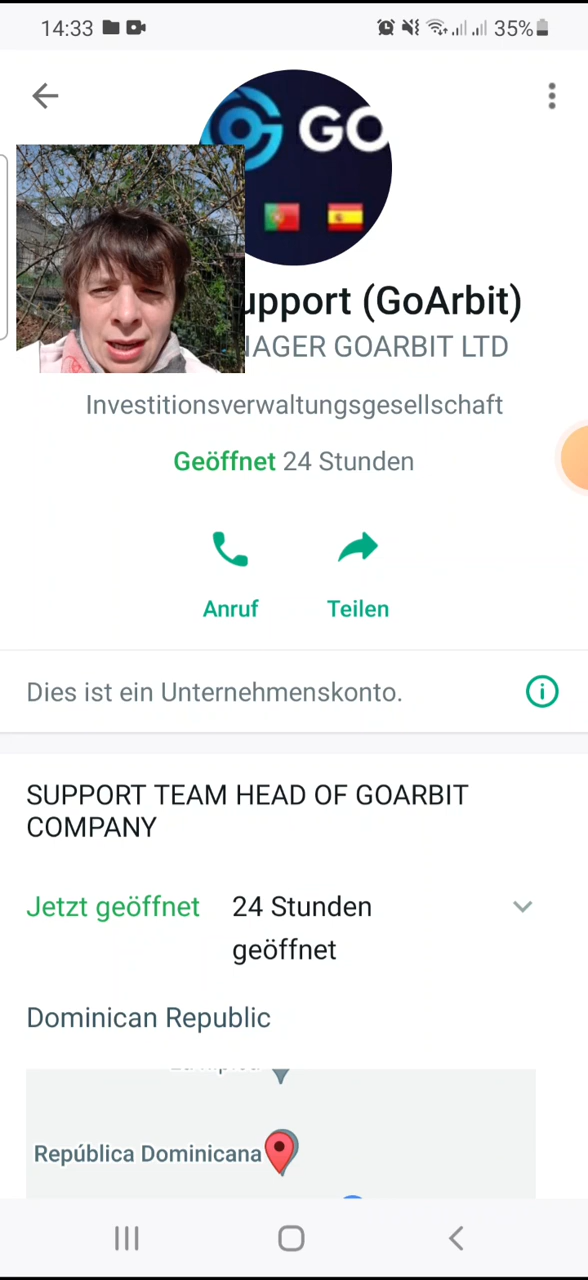 14:33
35%
GO
upport (GoArbit)
AGER GOARBIT LTD
Investitionsverwaltungsgesellschaft
Geöffnet 24 Stunden
Anruf
Teilen
Dies ist ein Unternehmenskonto.
SUPPORT TEAM HEAD OF GOARBIT
COMPANY
Jetzt geöffnet
24 Stunden
geöffnet
Dominican Republic
República Dominicana